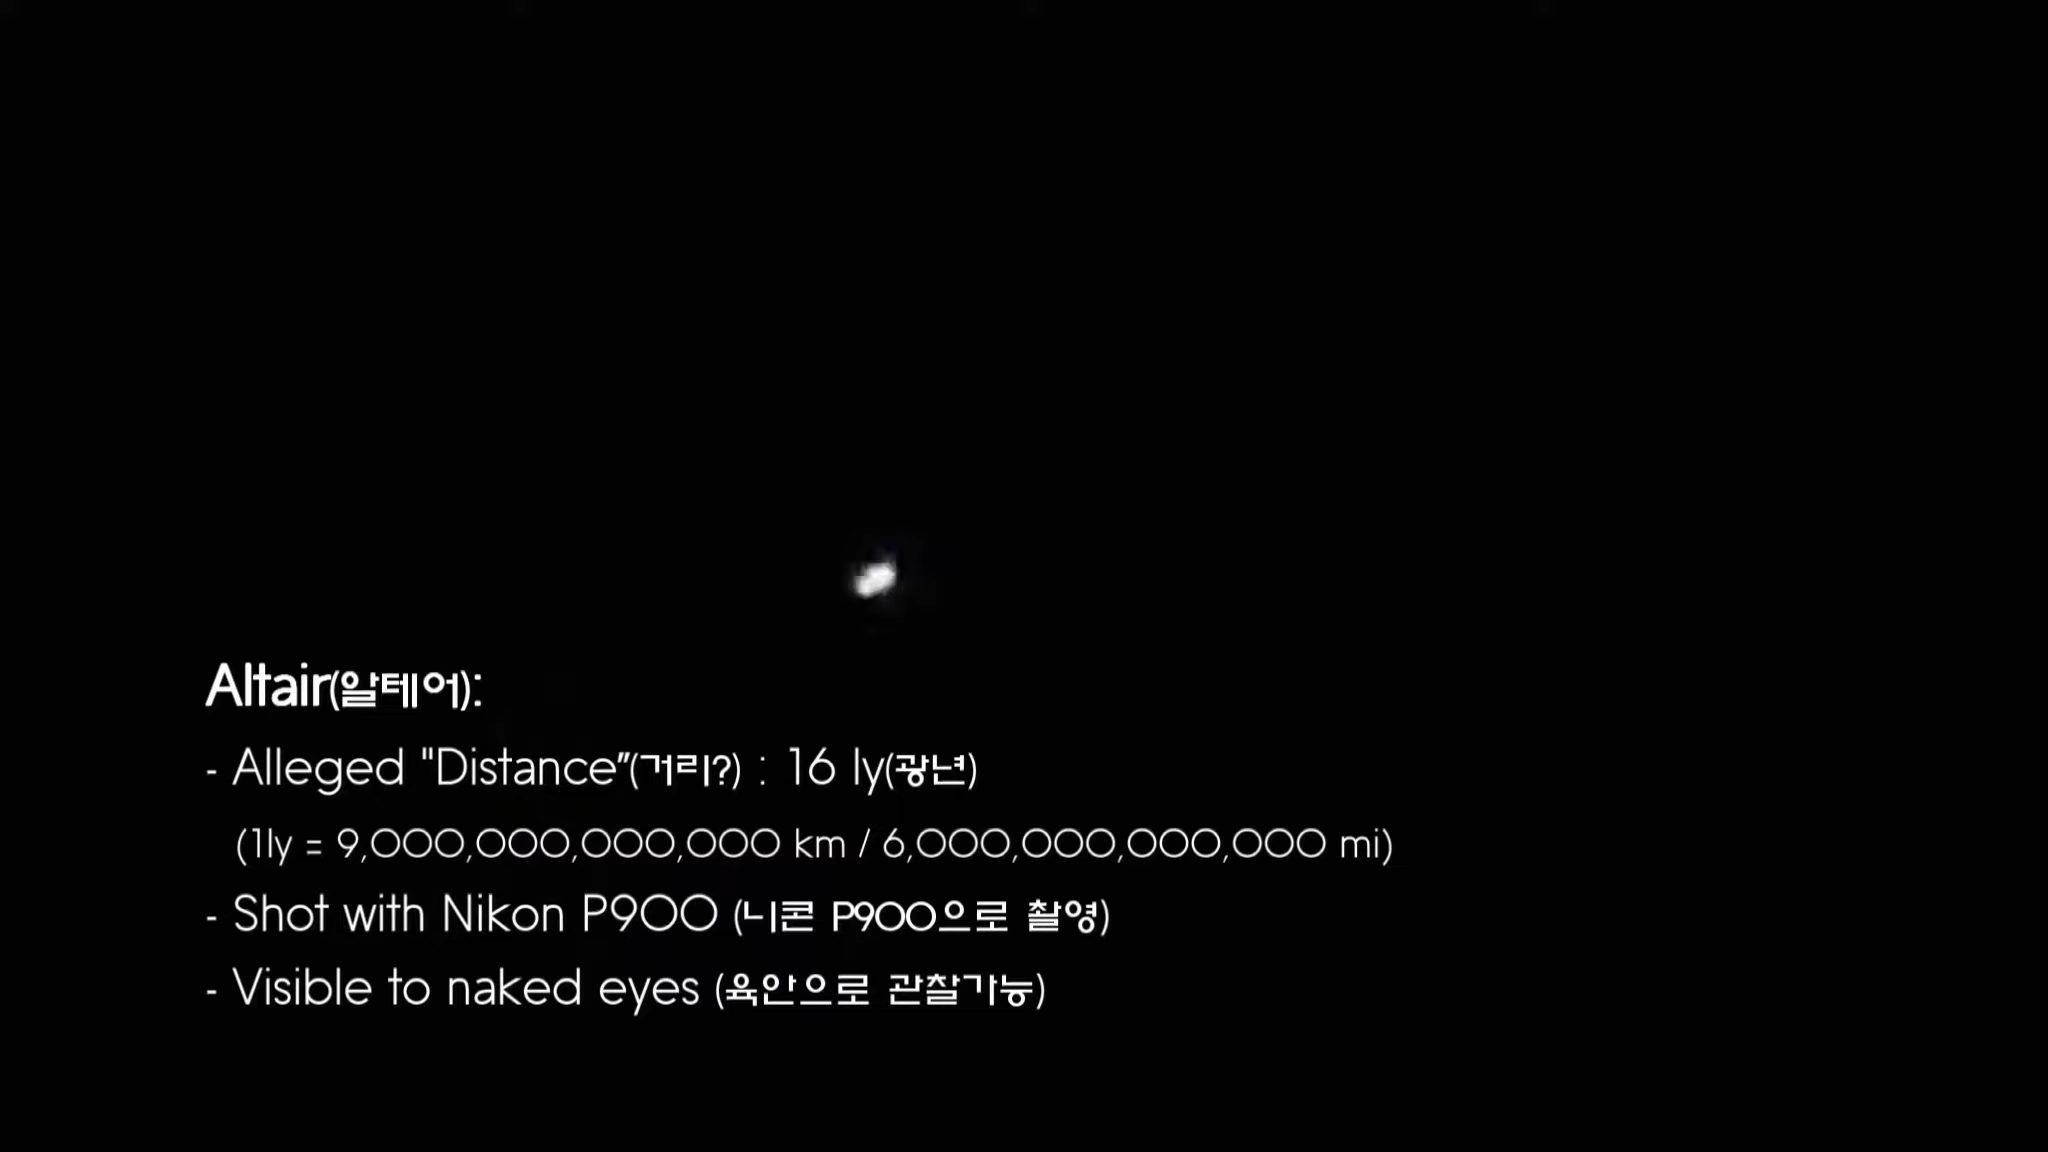 Altair(알테어):
- Alleged "Distance"(거리?) : 16 ly(광년)
(1ly = 9,000,000,000,000 km / 6,000,000,000,000 mi)
- Shot with Nikon P900 (니콘 P900으로 촬영)
- Visible to naked eyes (육안으로 관찰가능)